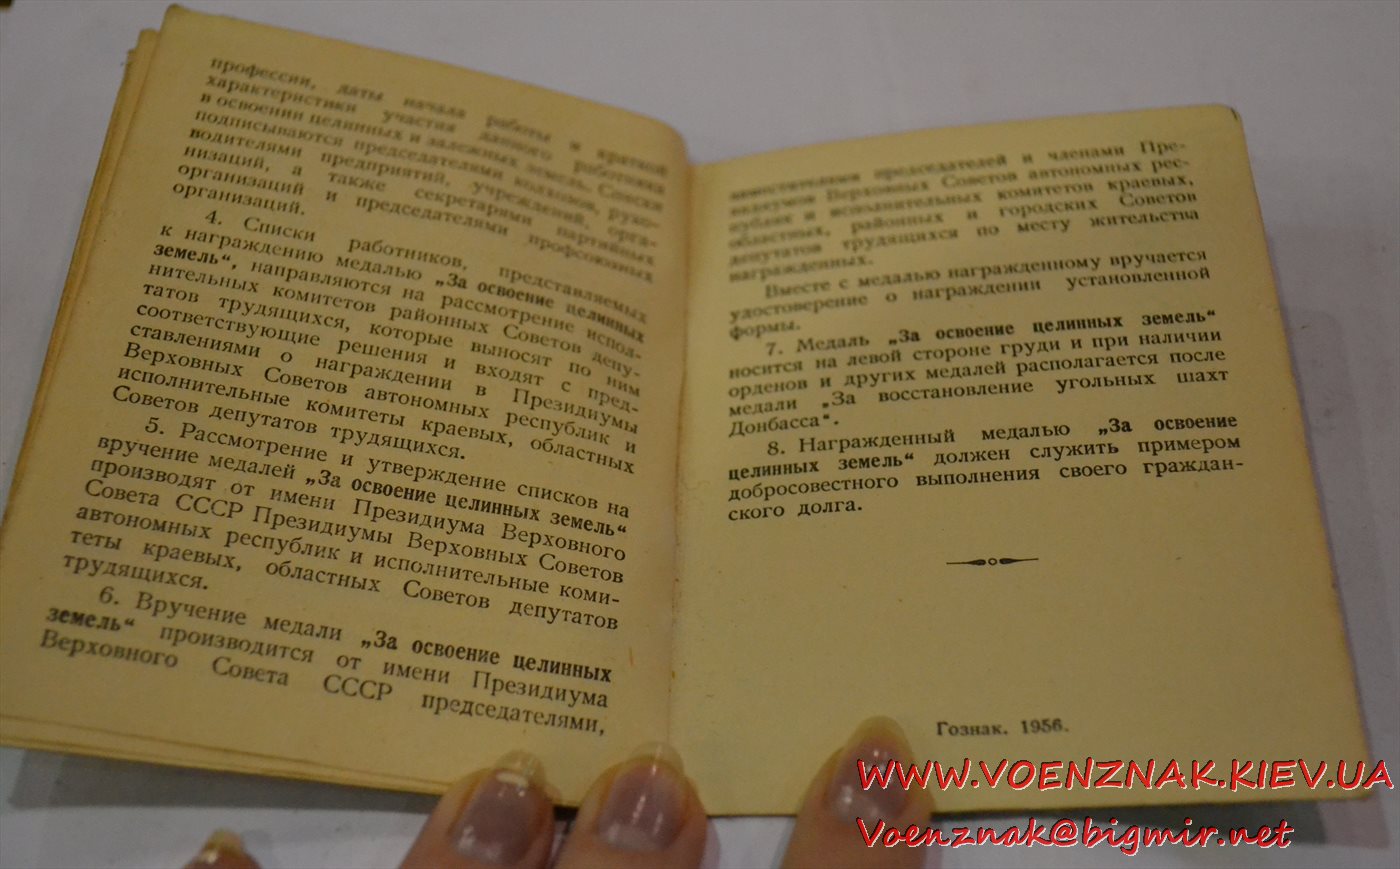 профессии, даты начала работы и краткой
характеристики участия данного работника
в освоении целинных и залежных земель. Списки
подписываются председателями колхозов, руко-
водителями предприятий, учреждений, орга-
низаций, а также секретарями партийных
организаций и председателями профсоюзных
организаций.
4. Списки работников, представляемых
к награждению медалью „За освоение целинных
земель“, направляются на рассмотрение испол-
нительных комитетов районных Советов депу-
татов трудящихся, которые выносят по ним
соответствующие решения и входят с пред-
ставлениями о награждении в Президиумы
Верховных Советов автономных республик и
исполнительные комитеты краевых, областных
Советов депутатов трудящихся.
5. Рассмотрение и утверждение списков на
вручение медалей „За освоение целинных земель“
производят от имени Президиума Верховного
Совета СССР Президиумы Верховных Советов
автономных республик и исполнительные коми-
теты краевых, областных Советов депутатов
трудящихся.
6. Вручение медали „За освоение целинных
земель“ производится от имени Президиума
Верховного Совета СССР председателями,
заместителями председателей и членами Пре-
зидиумов Верховных Советов автономных рес-
публик и исполнительных комитетов краевых,
областных, районных и городских Советов
депутатов трудящихся по месту жительства
награжденных.
Вместе с медалью награжденному вручается
удостоверение о награждении установленной
формы.
7. Медаль „За освоение целинных земель“
носится на левой стороне груди и при наличии
орденов и других медалей располагается после
медали „За восстановление угольных шахт
Донбасса“.
8. Награжденный медалью „За освоение
целинных земель“ должен служить примером
добросовестного выполнения своего граждан-
ского долга.
Гознак. 1956.
WWW.VOENZNAK.KIEV.UA
Voenznak@bigmir.net